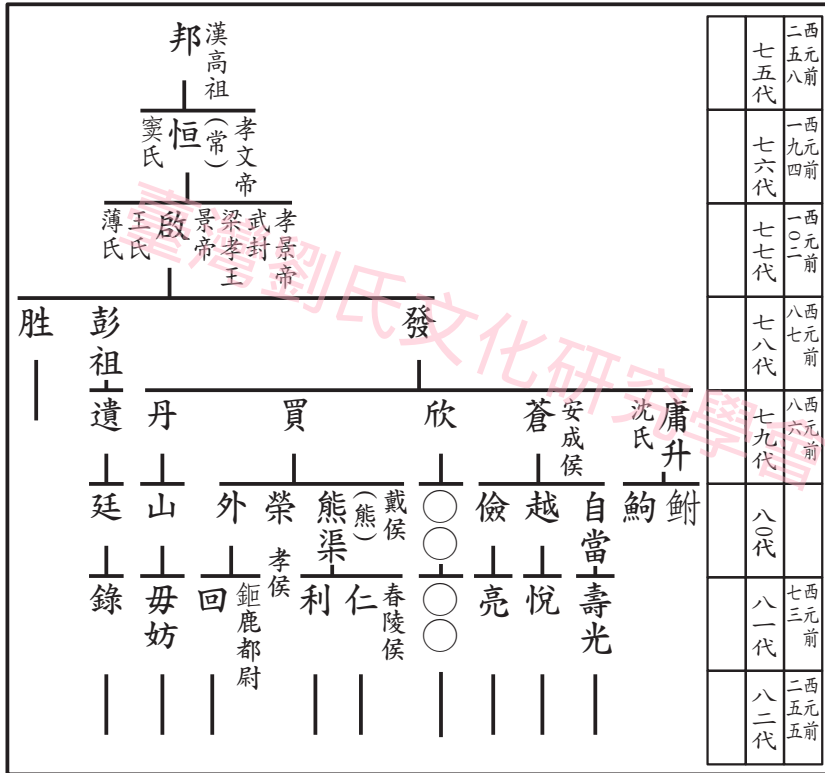 西元前二五八
七五代
漢高祖
邦
西元前一九四
七六代
孝文帝
(常)
恒
竇氏
西元前一〇二
七七代
孝景帝
武封
梁孝王
景帝
啟
王氏
薄氏
西元前八七
七八代
發
彭祖
胜
西元前八六
七九代
庸升
沈氏
安成侯
蒼
欣
買
丹
遺
八〇代
鮒
鮈
自當
越
儉
〇〇
戴侯
(熊)
熊渠
榮
孝侯
外
山
廷
西元前七三
八一代
壽光
悅
亮
〇〇
春陵侯
仁
利
鉅鹿都尉
回
毋妨
錄
西元前二五五
八二代
臺灣劉氏文化研究學會